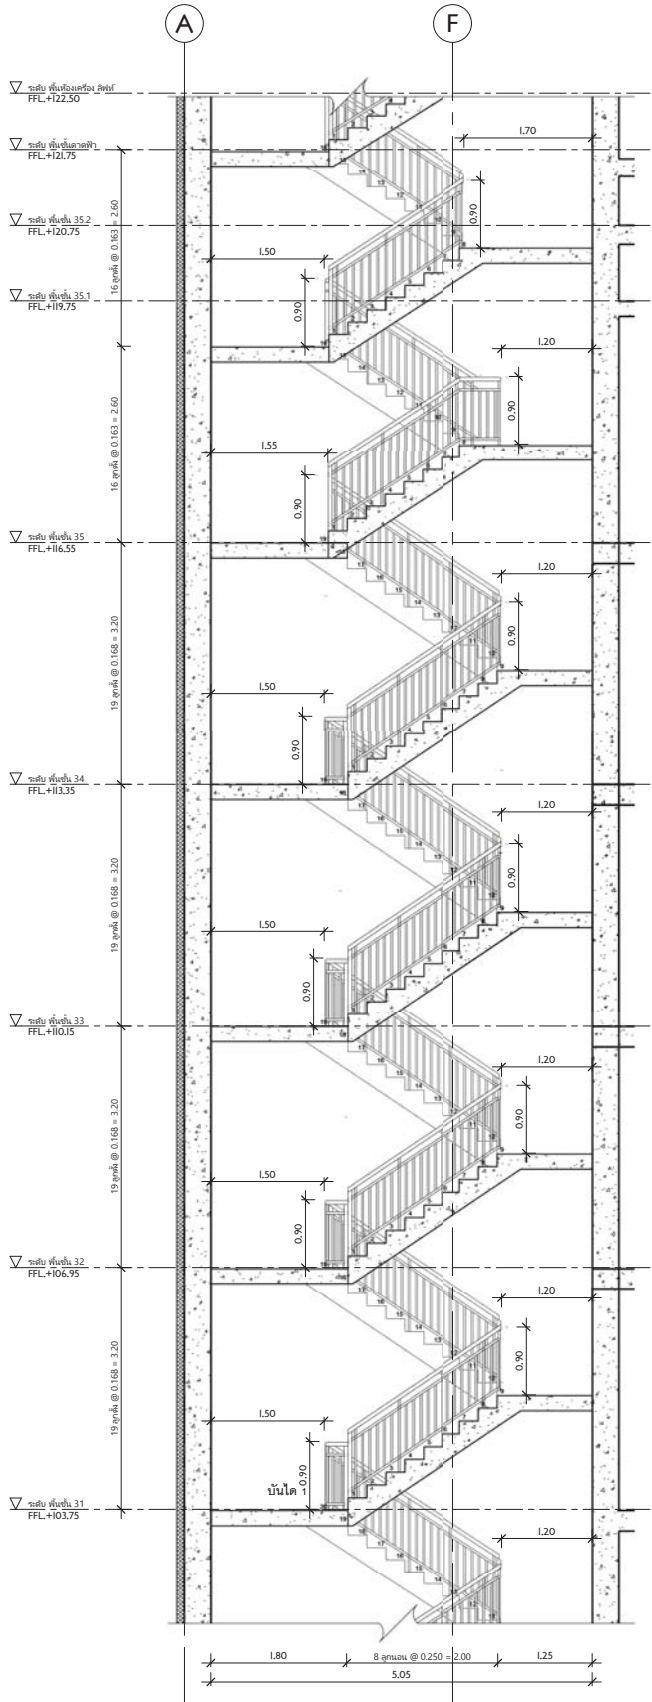 A
F
ระดับ พื้นห้องเครื่อง ลิฟท์
FFL.+122.50
1.70
ระดับ พื้นชั้นดาดฟ้า
FFL.+121.75
0.90
ระดับ พื้นชั้น 35.2
FFL.+120.75
16 ลูกตั้ง @ 0.163 = 2.60
1.50
ระดับ พื้นชั้น 35.1
FFL.+119.75
0.90
1.20
0.90
16 ลูกตั้ง @ 0.163 = 2.60
1.55
0.90
ระดับ พื้นชั้น 35
FFL.+116.55
1.20
0.90
19 ลูกตั้ง @ 0.168 = 3.20
1.50
0.90
ระดับ พื้นชั้น 34
FFL.+113.35
1.20
0.90
19 ลูกตั้ง @ 0.168 = 3.20
1.50
0.90
ระดับ พื้นชั้น 33
FFL.+110.15
1.20
0.90
19 ลูกตั้ง @ 0.168 = 3.20
1.50
0.90
ระดับ พื้นชั้น 32
FFL.+106.95
1.20
0.90
19 ลูกตั้ง @ 0.168 = 3.20
1.50
0.90
บันได 1
ระดับ พื้นชั้น 31
FFL.+103.75
1.20
1.80
8 ลูกนอน @ 0.250 = 2.00
1.25
5.05